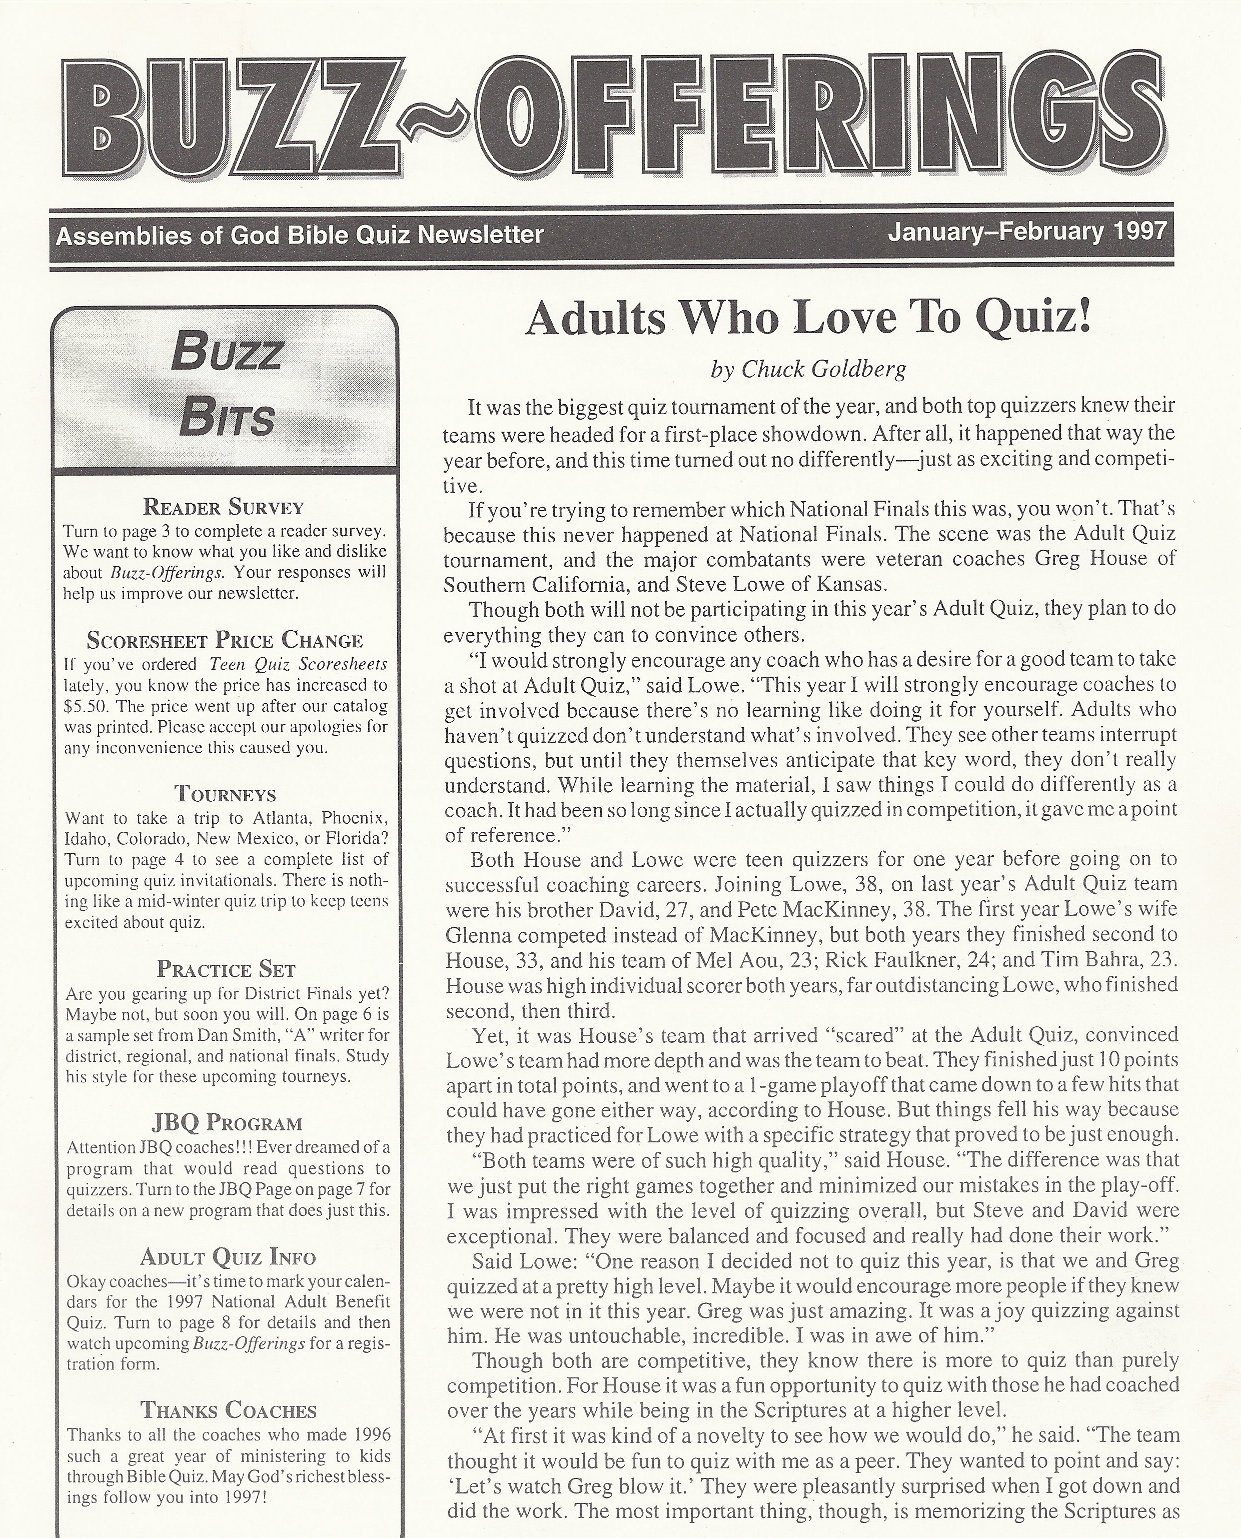 BUZZ~OFFERINGS
Assemblies of God Bible Quiz Newsletter
January–February 1997
BUZZ
BITS
READER SURVEY
Turn to page 3 to complete a reader survey.
We want to know what you like and dislike
about Buzz-Offerings. Your responses will
help us improve our newsletter.
SCORESHEET PRICE CHANGE
If you've ordered Teen Quiz Scoresheets
lately, you know the price has increased to
$5.50. The price went up after our catalog
was printed. Please accept our apologies for
any inconvenience this caused you.
TOURNEYS
Want to take a trip to Atlanta, Phoenix,
Idaho, Colorado, New Mexico, or Florida?
Turn to page 4 to see a complete list of
upcoming quiz invitationals. There is noth-
ing like a mid-winter quiz trip to keep teens
excited about quiz.
PRACTICE SET
Are you gearing up for District Finals yet?
Maybe not, but soon you will. On page 6 is
a sample set from Dan Smith, “A” writer for
district, regional, and national finals. Study
his style for these upcoming tourneys.
JBQ PROGRAM
Attention JBQ coaches!!! Ever dreamed of a
program that would read questions to
quizzers. Turn to the JBQ Page on page 7 for
details on a new program that does just this.
ADULT QUIZ INFO
Okay coaches—it's time to mark your calen-
dars for the 1997 National Adult Benefit
Quiz. Turn to page 8 for details and then
watch upcoming Buzz-Offerings for a regis-
tration form.
THANKS COACHES
Thanks to all the coaches who made 1996
such a great year of ministering to kids
through Bible Quiz. May God's richest bless-
ings follow you into 1997!
Adults Who Love To Quiz!
by Chuck Goldberg
It was the biggest quiz tournament of the year, and both top quizzers knew their
teams were headed for a first-place showdown. After all, it happened that way the
year before, and this time turned out no differently—just as exciting and competi-
tive.
If you're trying to remember which National Finals this was, you won't. That's
because this never happened at National Finals. The scene was the Adult Quiz
tournament, and the major combatants were veteran coaches Greg House of
Southern California, and Steve Lowe of Kansas.
Though both will not be participating in this year's Adult Quiz, they plan to do
everything they can to convince others.
“I would strongly encourage any coach who has a desire for a good team to take
a shot at Adult Quiz,” said Lowe. “This year I will strongly encourage coaches to
get involved because there's no learning like doing it for yourself. Adults who
haven't quizzed don't understand what's involved. They see other teams interrupt
questions, but until they themselves anticipate that key word, they don't really
understand. While learning the material, I saw things I could do differently as a
coach. It had been so long since I actually quizzed in competition, it gave me a point
of reference.”
Both House and Lowe were teen quizzers for one year before going on to
successful coaching careers. Joining Lowe, 38, on last year's Adult Quiz team
were his brother David, 27, and Pete MacKinney, 38. The first year Lowe's wife
Glenna competed instead of MacKinney, but both years they finished second to
House, 33, and his team of Mel Aou, 23; Rick Faulkner, 24; and Tim Bahra, 23.
House was high individual scorer both years, far outdistancing Lowe, who finished
second, then third.
Yet, it was House's team that arrived “scared” at the Adult Quiz, convinced
Lowe's team had more depth and was the team to beat. They finished just 10 points
apart in total points, and went to a 1-game playoff that came down to a few hits that
could have gone either way, according to House. But things fell his way because
they had practiced for Lowe with a specific strategy that proved to be just enough.
“Both teams were of such high quality,” said House. “The difference was that
we just put the right games together and minimized our mistakes in the play-off.
I was impressed with the level of quizzing overall, but Steve and David were
exceptional. They were balanced and focused and really had done their work.”
Said Lowe: “One reason I decided not to quiz this year, is that we and Greg
quizzed at a pretty high level. Maybe it would encourage more people if they knew
we were not in it this year. Greg was just amazing. It was a joy quizzing against
him. He was untouchable, incredible. I was in awe of him.”
Though both are competitive, they know there is more to quiz than purely
competition. For House it was a fun opportunity to quiz with those he had coached
over the years while being in the Scriptures at a higher level.
“At first it was kind of a novelty to see how we would do,” he said. “The team
thought it would be fun to quiz with me as a peer. They wanted to point and say:
‘Let's watch Greg blow it.’ They were pleasantly surprised when I got down and
did the work. The most important thing, though, is memorizing the Scriptures as